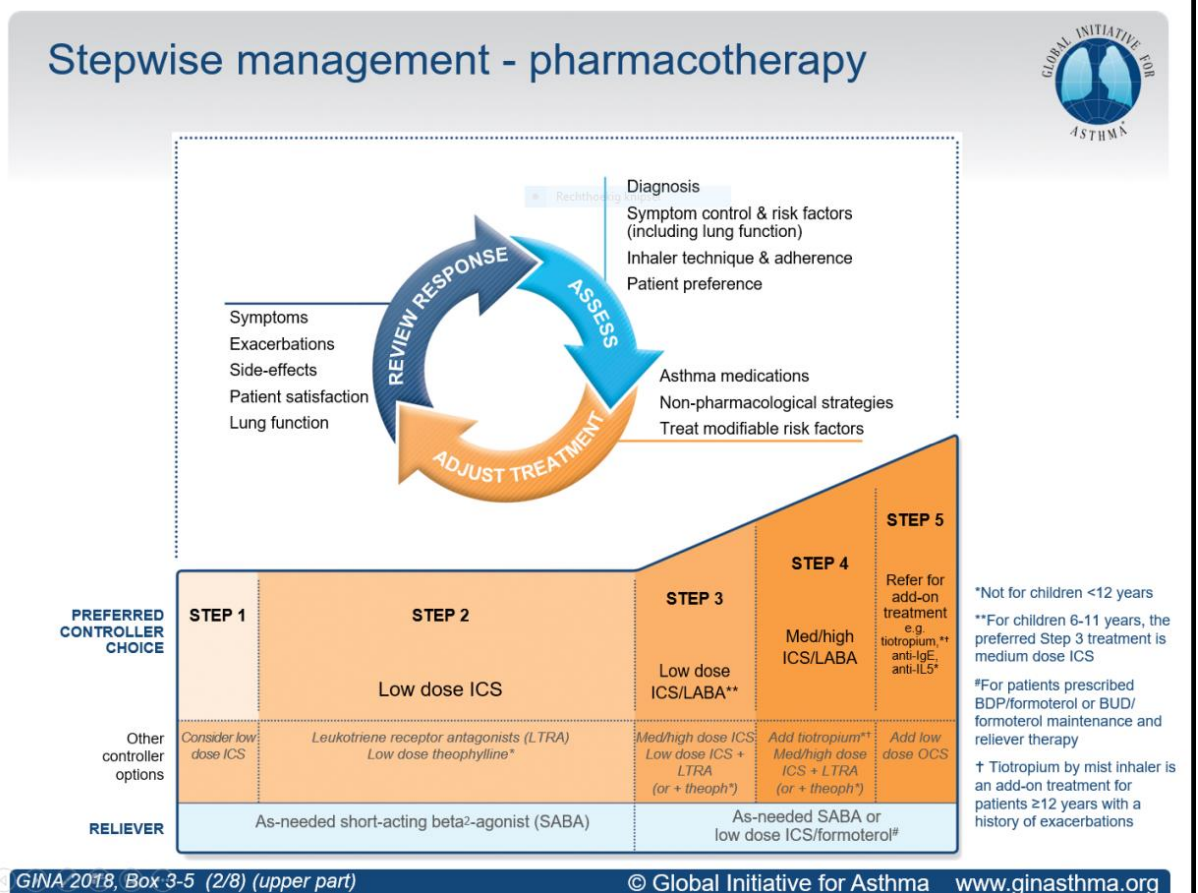 Stepwise management - pharmacotherapy
GLOBAL INITIATIVE FOR
ASTHMA
Diagnosis
Symptom control & risk factors
(including lung function)
Inhaler technique & adherence
Patient preference
REVIEW RESPONSE
ASSESS
ADJUST TREATMENT
Symptoms
Exacerbations
Side-effects
Patient satisfaction
Lung function
Asthma medications
Non-pharmacological strategies
Treat modifiable risk factors
PREFERRED
CONTROLLER
CHOICE
STEP 1
STEP 2
Low dose ICS
STEP 3
Low dose
ICS/LABA**
STEP 4
Med/high
ICS/LABA
STEP 5
Refer for
add-on
treatment
e.g.
tiotropium,*†
anti-IgE,
anti-IL5*
Other
controller
options
Consider low
dose ICS
Leukotriene receptor antagonists (LTRA)
Low dose theophylline*
Med/high dose ICS
Low dose ICS +
LTRA
(or + theoph*)
Add tiotropium*†
Med/high dose
ICS + LTRA
(or + theoph*)
Add low
dose OCS
RELIEVER
As-needed short-acting beta2-agonist (SABA)
As-needed SABA or
low dose ICS/formoterol#
*Not for children <12 years
**For children 6-11 years, the
preferred Step 3 treatment is
medium dose ICS
#For patients prescribed
BDP/formoterol or BUD/
formoterol maintenance and
reliever therapy
† Tiotropium by mist inhaler is
an add-on treatment for
patients ≥12 years with a
history of exacerbations
GINA 2018, Box 3-5 (2/8) (upper part)
© Global Initiative for Asthma www.ginasthma.org